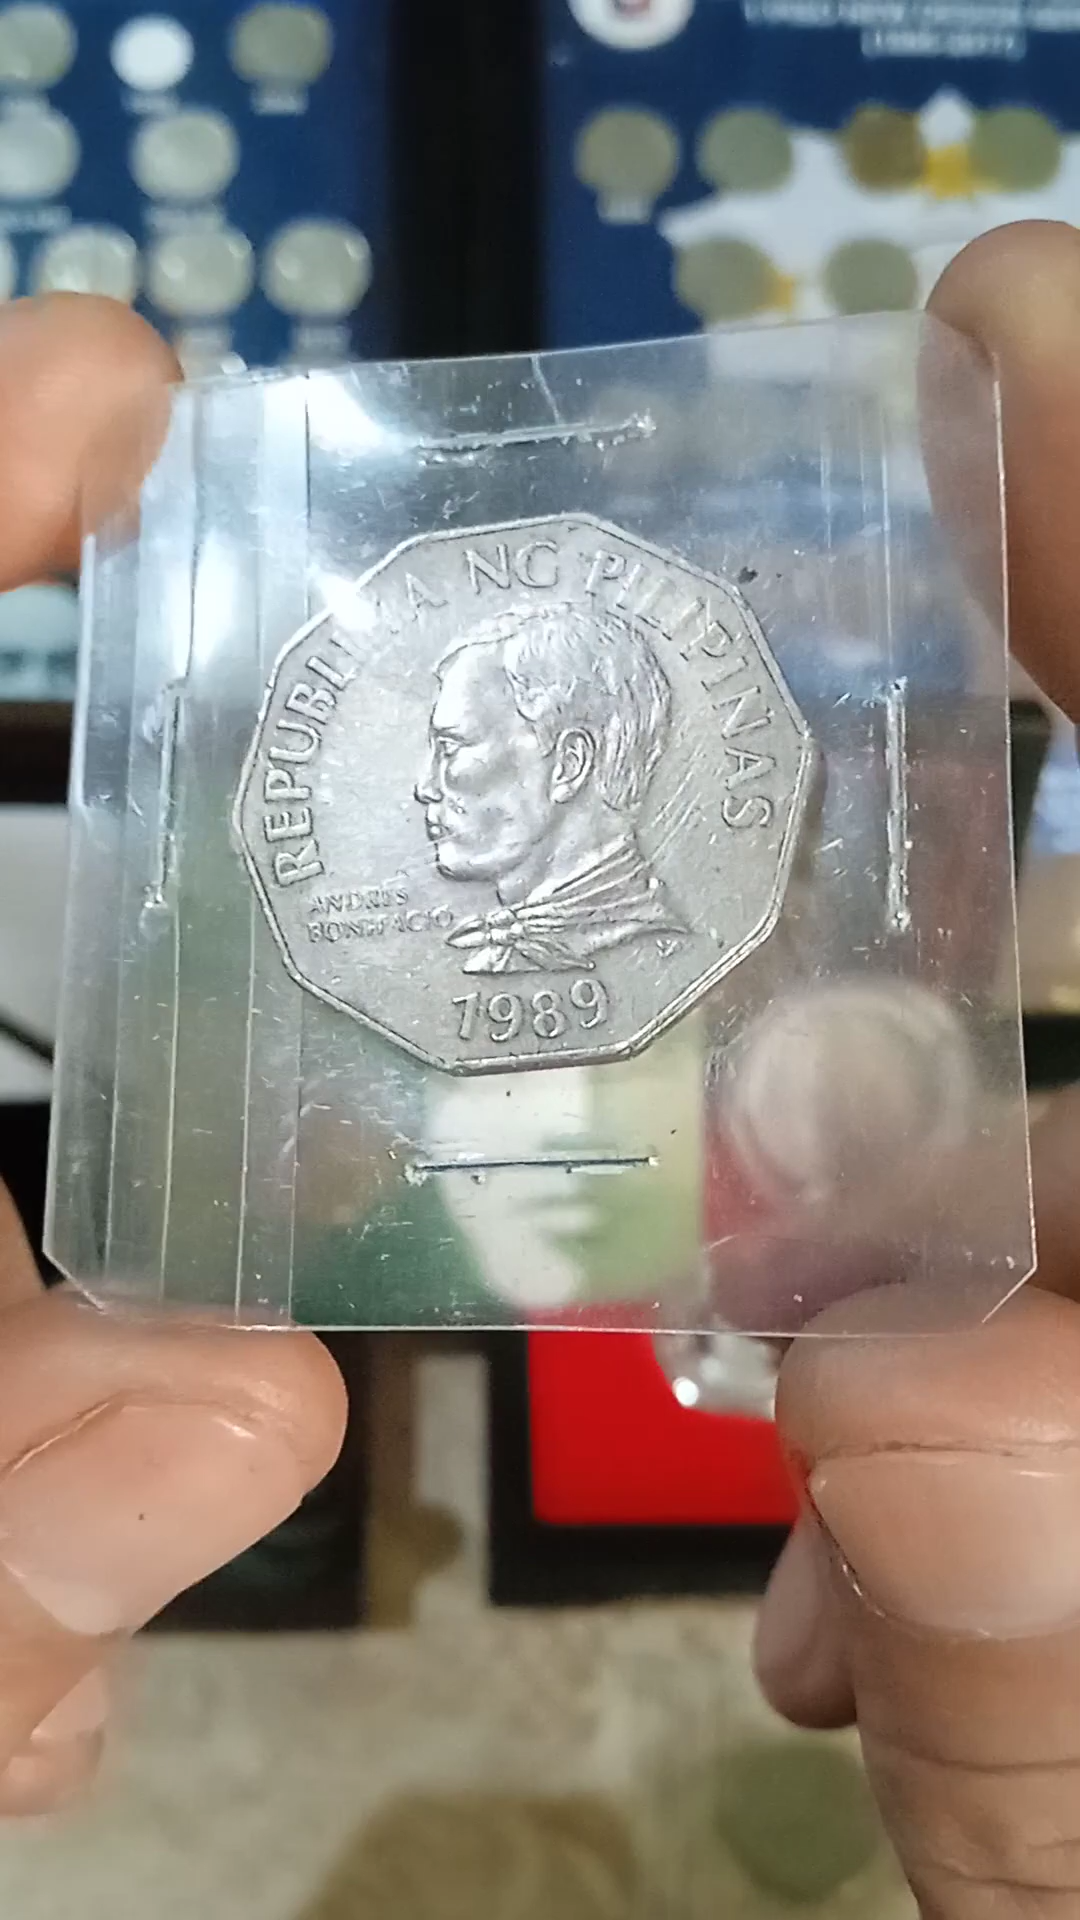 REPUBLIKA NG PILIPINAS
ANDRES
BONIFACIO
1989